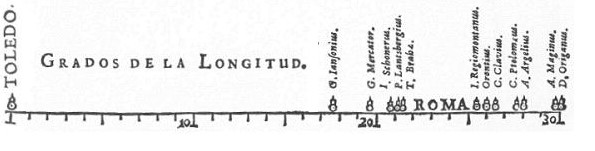 TOLEDO.
GRADOS DE LA LONGITUD.
G. Iansonius.
G. Mercator.
I. Schonerus.
P. Lantsbergius.
T. Brahe.
ROMA
I. Regiomontanus.
Orontius.
C. Clavius.
C. Ptolomeus.
A. Argelius.
A. Maginus.
D. Origanus.
10 20 30